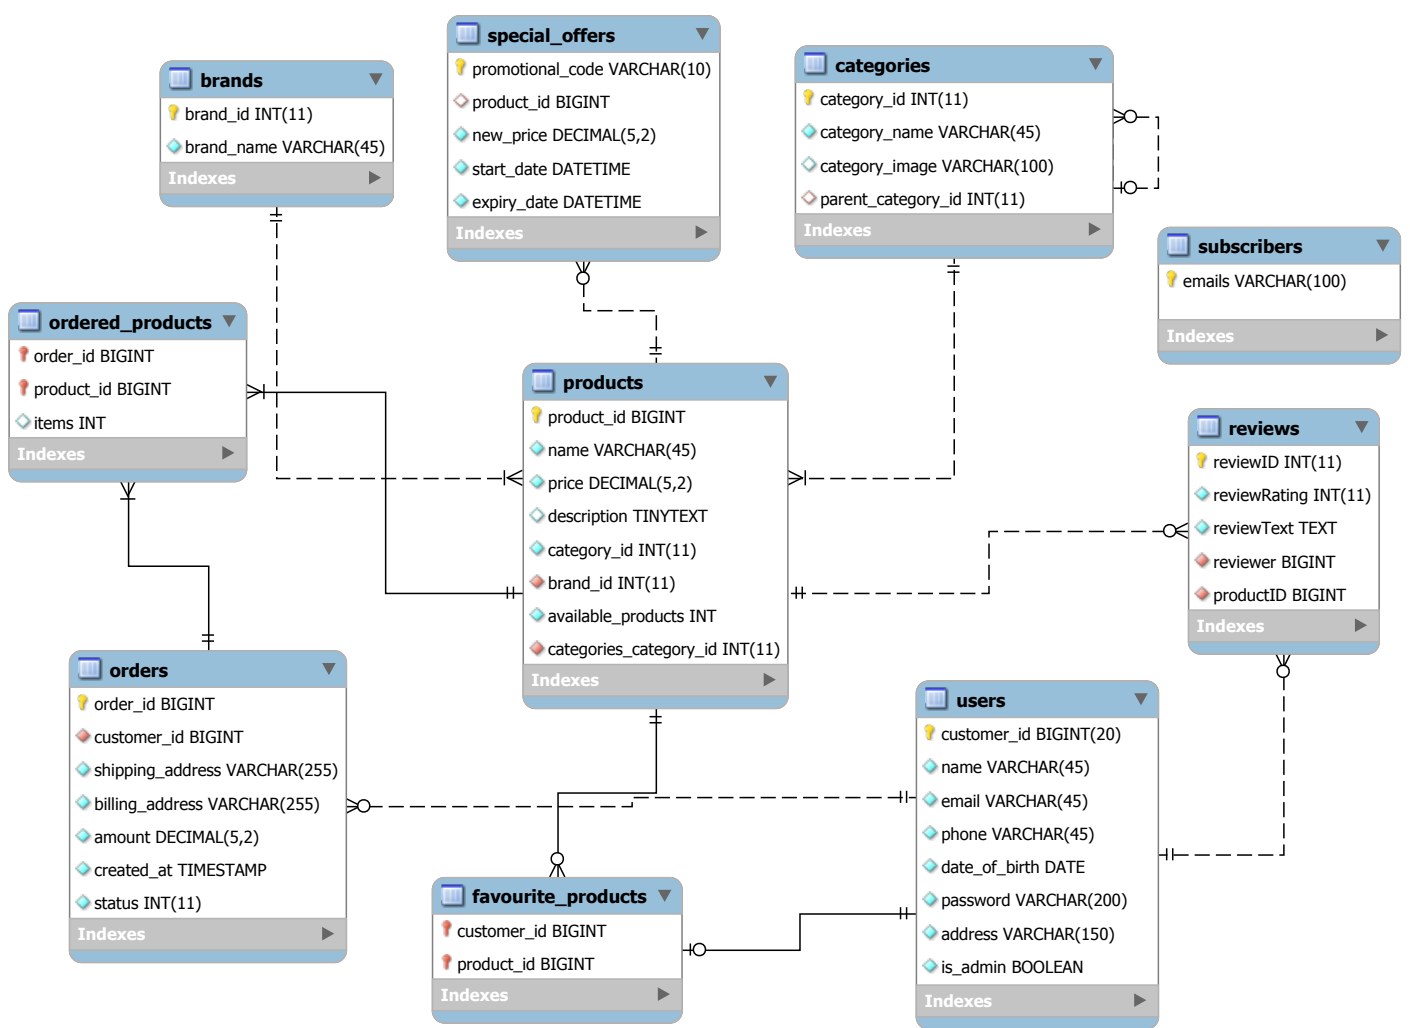 special_offers
promotional_code VARCHAR(10)
product_id BIGINT
new_price DECIMAL(5,2)
start_date DATETIME
expiry_date DATETIME
Indexes
categories
category_id INT(11)
category_name VARCHAR(45)
category_image VARCHAR(100)
parent_category_id INT(11)
Indexes
brands
brand_id INT(11)
brand_name VARCHAR(45)
Indexes
subscribers
emails VARCHAR(100)
Indexes
ordered_products
order_id BIGINT
product_id BIGINT
items INT
Indexes
products
product_id BIGINT
name VARCHAR(45)
price DECIMAL(5,2)
description TINYTEXT
category_id INT(11)
brand_id INT(11)
available_products INT
categories_category_id INT(11)
Indexes
reviews
reviewID INT(11)
reviewRating INT(11)
reviewText TEXT
reviewer BIGINT
productID BIGINT
Indexes
orders
order_id BIGINT
customer_id BIGINT
shipping_address VARCHAR(255)
billing_address VARCHAR(255)
amount DECIMAL(5,2)
created_at TIMESTAMP
status INT(11)
Indexes
users
customer_id BIGINT(20)
name VARCHAR(45)
email VARCHAR(45)
phone VARCHAR(45)
date_of_birth DATE
password VARCHAR(200)
address VARCHAR(150)
is_admin BOOLEAN
Indexes
favourite_products
customer_id BIGINT
product_id BIGINT
Indexes